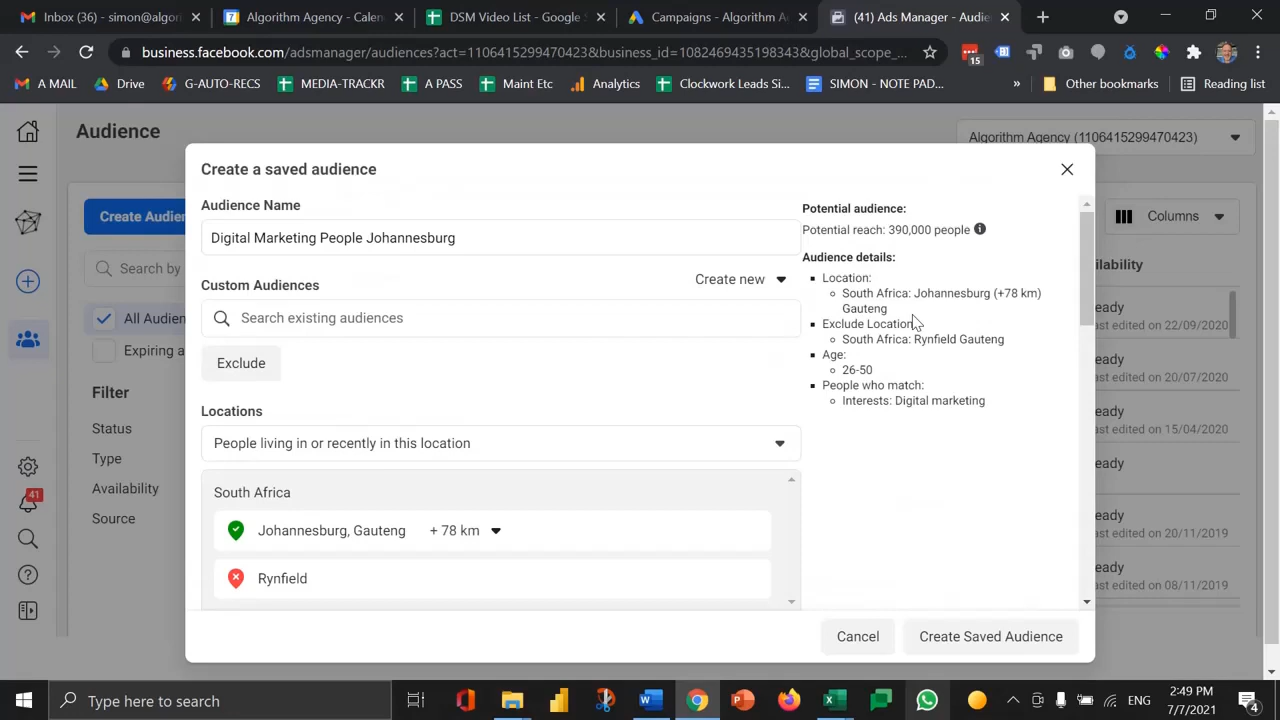 Inbox (63) - simon@algori
Algorithm Agency - Calen
DSM Video List - Google S
Campaigns - Algorithm A
(41) Ads Manager - Audie
business.facebook.com/adsmanager/audiences?act=1106415299470423&business_id=1082469435198343&global_scope_...
15
A MAIL
Drive
G-AUTO-RECS
MEDIA-TRACKR
A PASS
Maint Etc
Analytics
Clockwork Leads Si...
SIMON - NOTE PAD...
»
Other bookmarks
Reading list
Audience
Algorithm Agency (1106415299470423)
Create a saved audience
Create Audien
Columns
Audience Name
Digital Marketing People Johannesburg
Custom Audiences
Create new
Search existing audiences
Exclude
Locations
People living in or recently in this location
South Africa
Johannesburg, Gauteng + 78 km
Rynfield
Potential audience:
Potential reach: 390,000 people
Audience details:
Location:
South Africa: Johannesburg (+78 km)
Gauteng
Exclude Location
South Africa: Rynfield Gauteng
Age:
26-50
People who match:
Interests: Digital marketing
Cancel
Create Saved Audience
Search by
All Audien
Expiring a
Filter
Status
Type
Availability
Source
41
ilability
eady
ast edited on 22/09/2020
eady
ast edited on 20/07/2020
eady
ast edited on 15/04/2020
eady
eady
ast edited on 20/11/2019
eady
ast edited on 08/11/2019
Type here to search
ENG
2:49 PM
7/7/2021
4